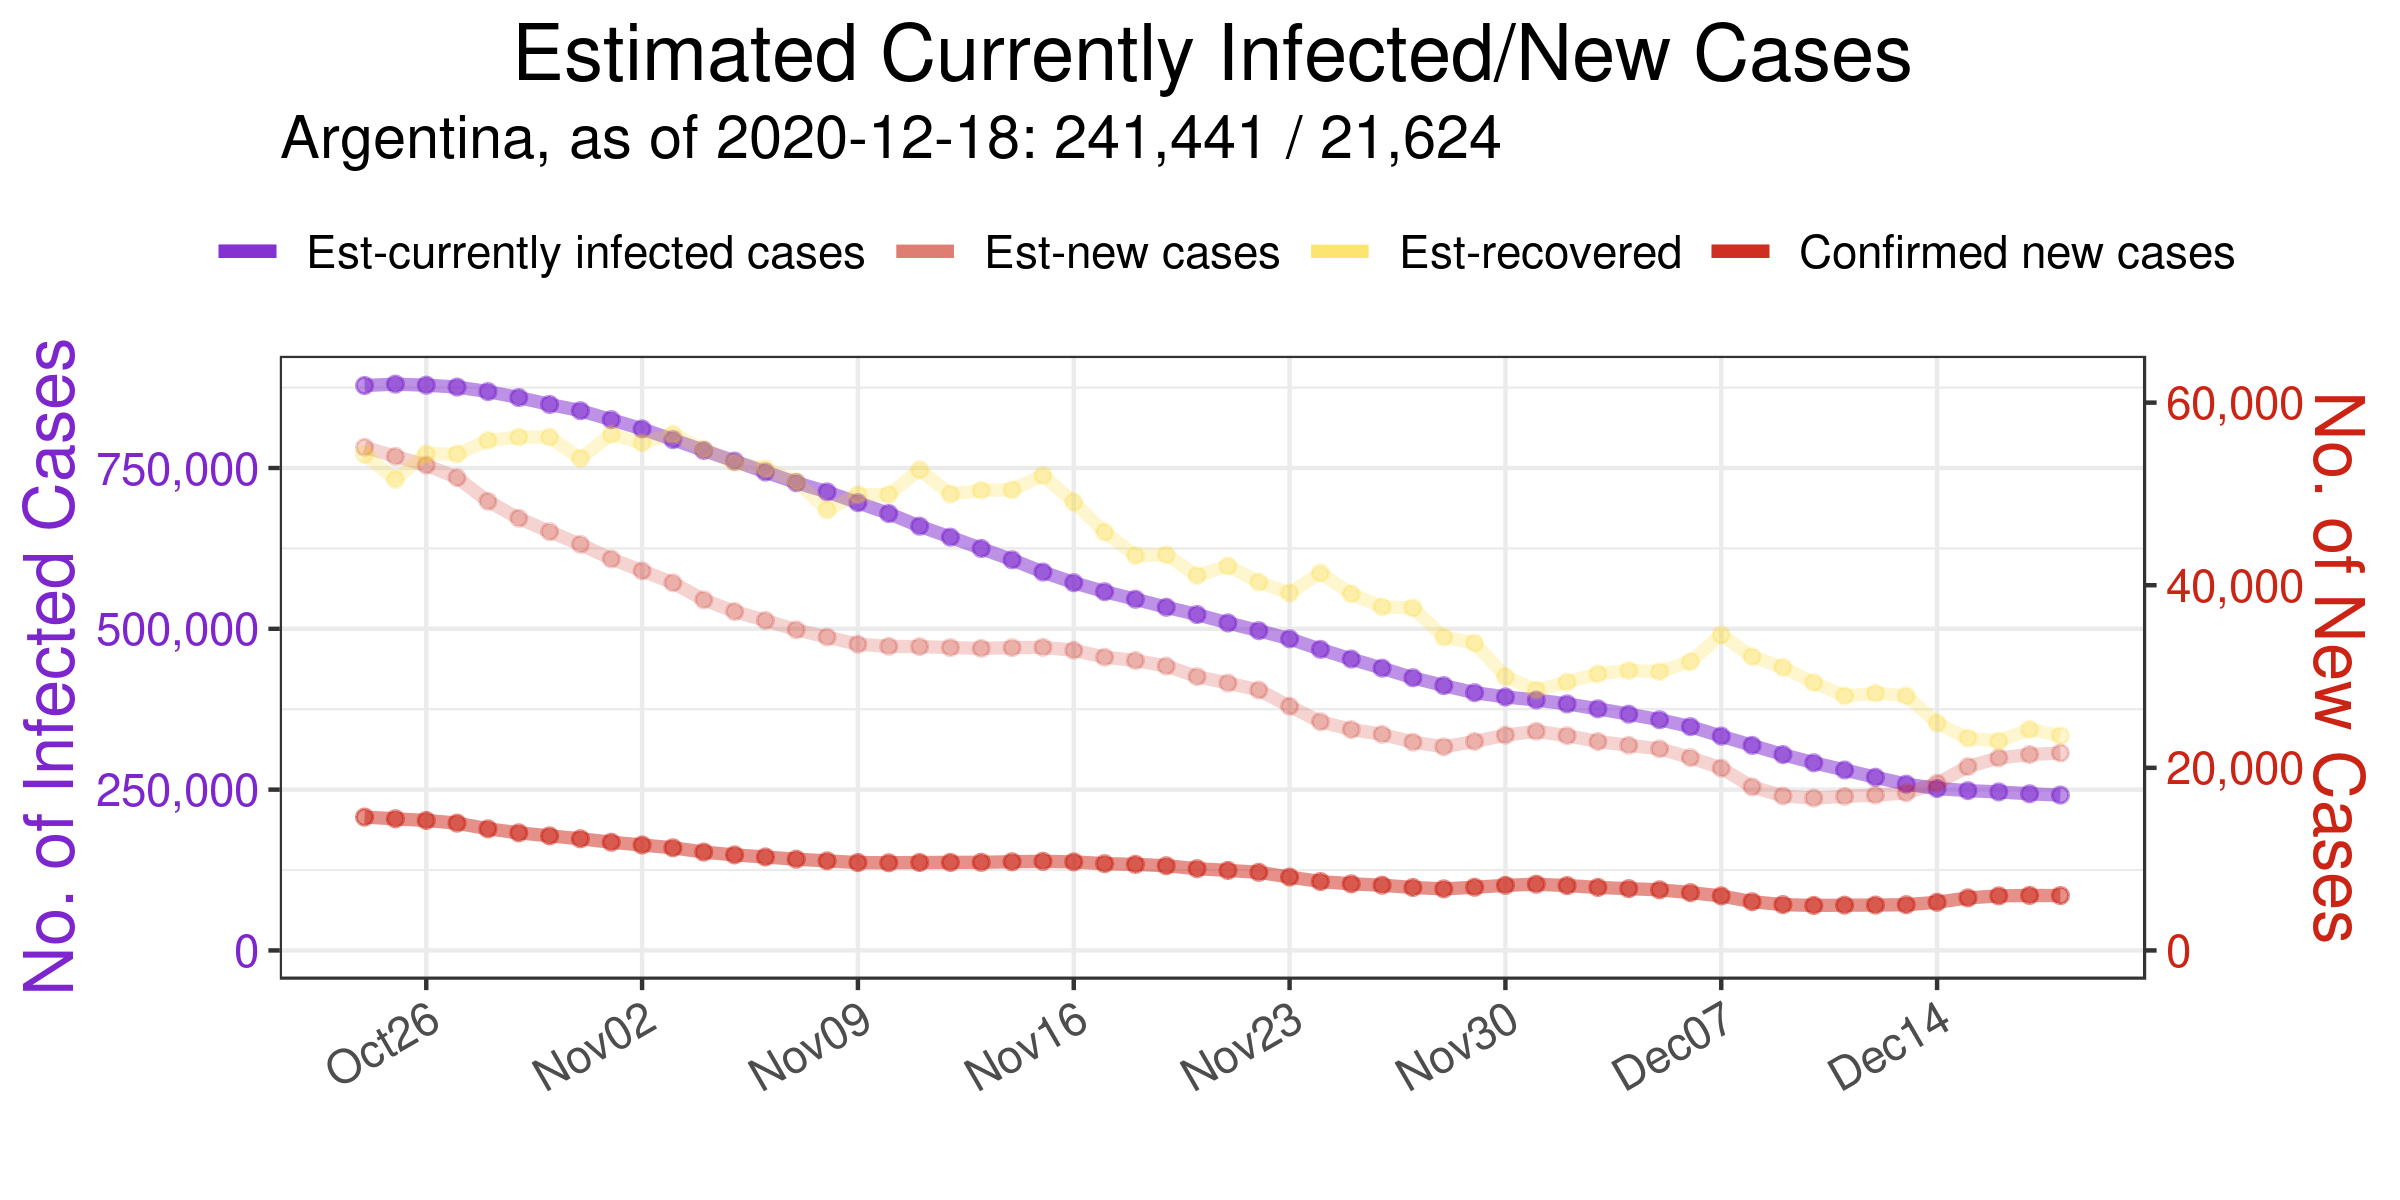 Estimated Currently Infected/New Cases
Argentina, as of 2020-12-18: 241,441 / 21,624
Est-currently infected cases Est-new cases Est-recovered Confirmed new cases
No. of Infected Cases
750,000
500,000
250,000
0
60,000
40,000
20,000
0
No. of New Cases
Oct26 Nov02 Nov09 Nov16 Nov23 Nov30 Dec07 Dec14